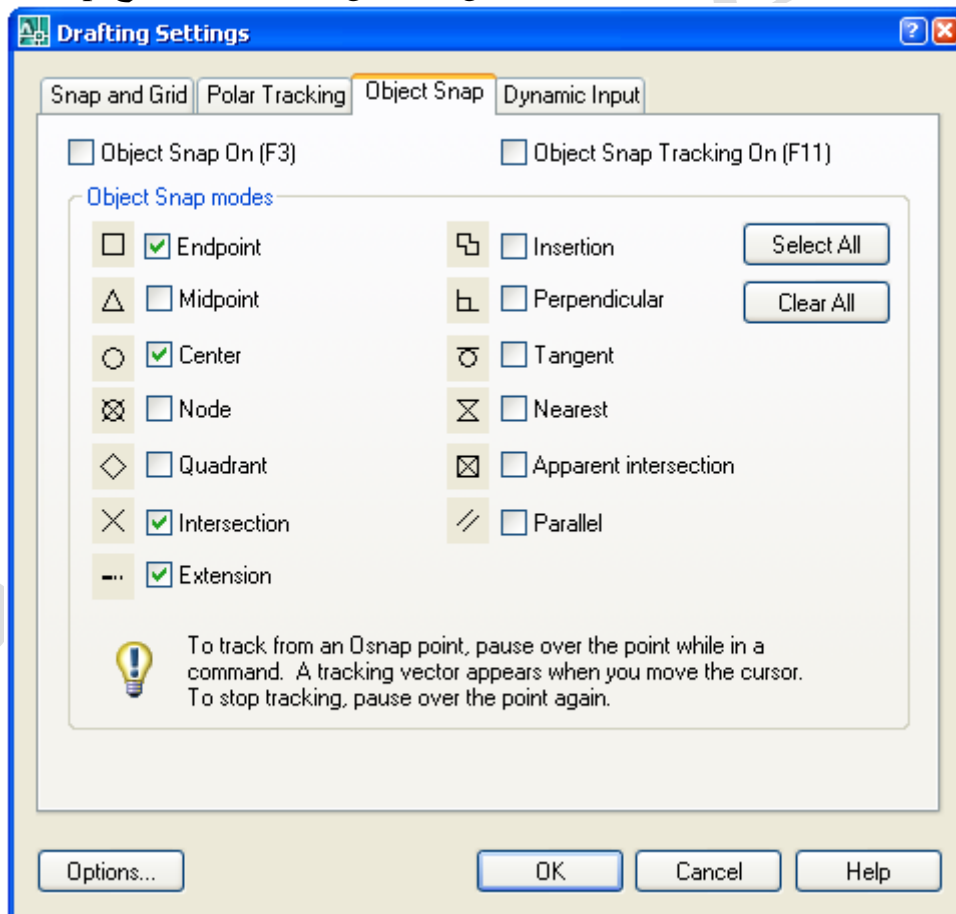 Drafting Settings
Snap and Grid Polar Tracking Object Snap Dynamic Input
Object Snap On (F3) Object Snap Tracking On (F11)
Object Snap modes
Endpoint Insertion Select All
Midpoint Perpendicular Clear All
Center Tangent
Node Nearest
Quadrant Apparent intersection
Intersection Parallel
Extension
To track from an Osnap point, pause over the point while in a
command. A tracking vector appears when you move the cursor.
To stop tracking, pause over the point again.
Options... OK Cancel Help